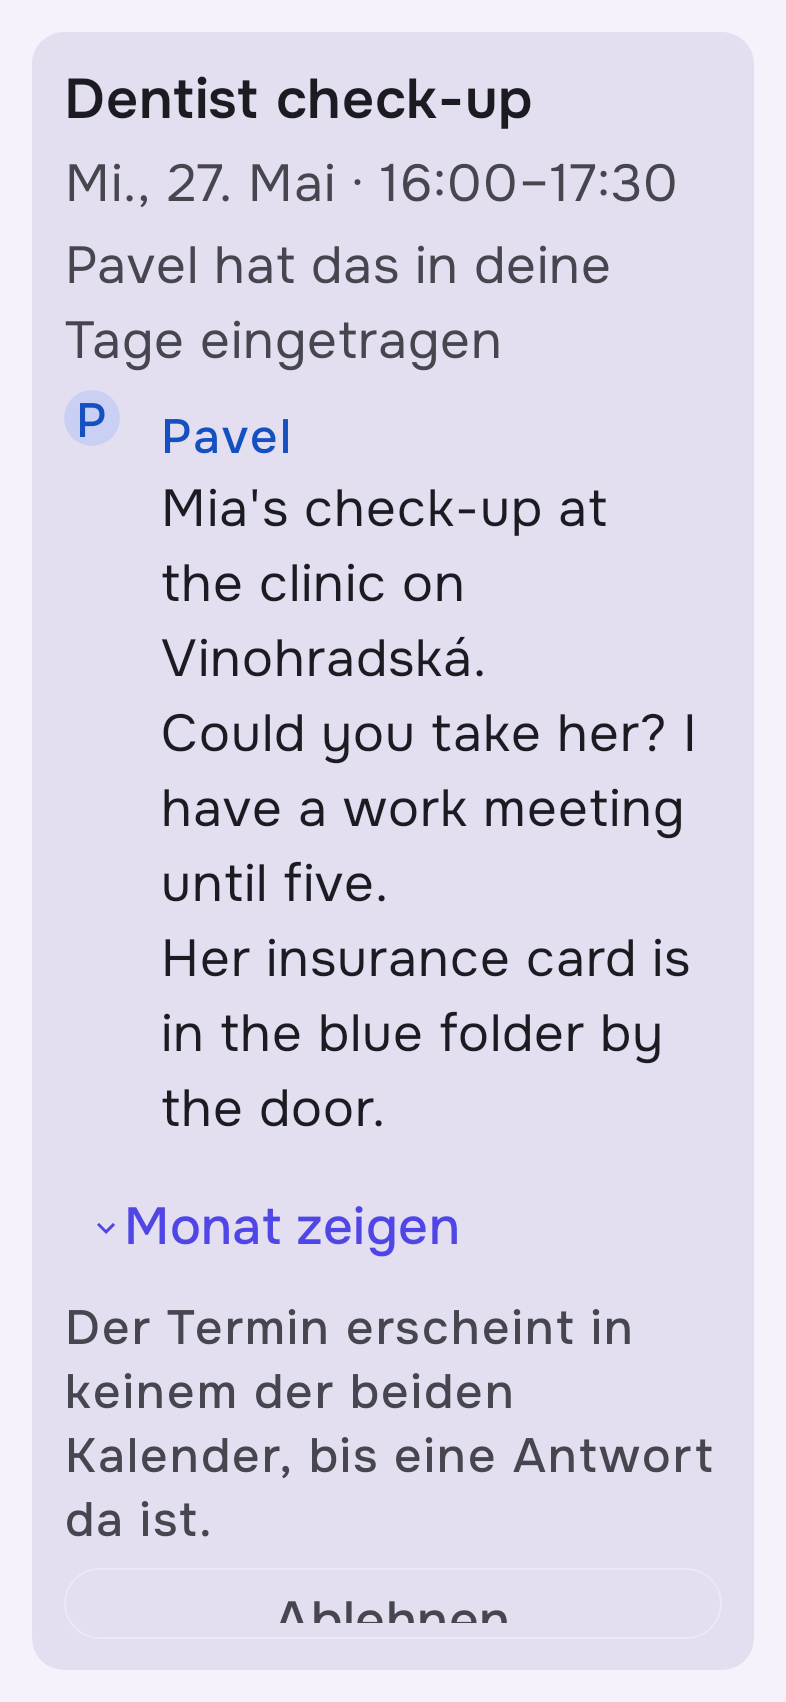 Dentist check-up
Mi., 27. Mai · 16:00–17:30
Pavel hat das in deine
Tage eingetragen
P
Pavel
Mia's check-up at
the clinic on
Vinohradská.
Could you take her? I
have a work meeting
until five.
Her insurance card is
in the blue folder by
the door.
Monat zeigen
Der Termin erscheint in
keinem der beiden
Kalender, bis eine Antwort
da ist.
Ablehnen